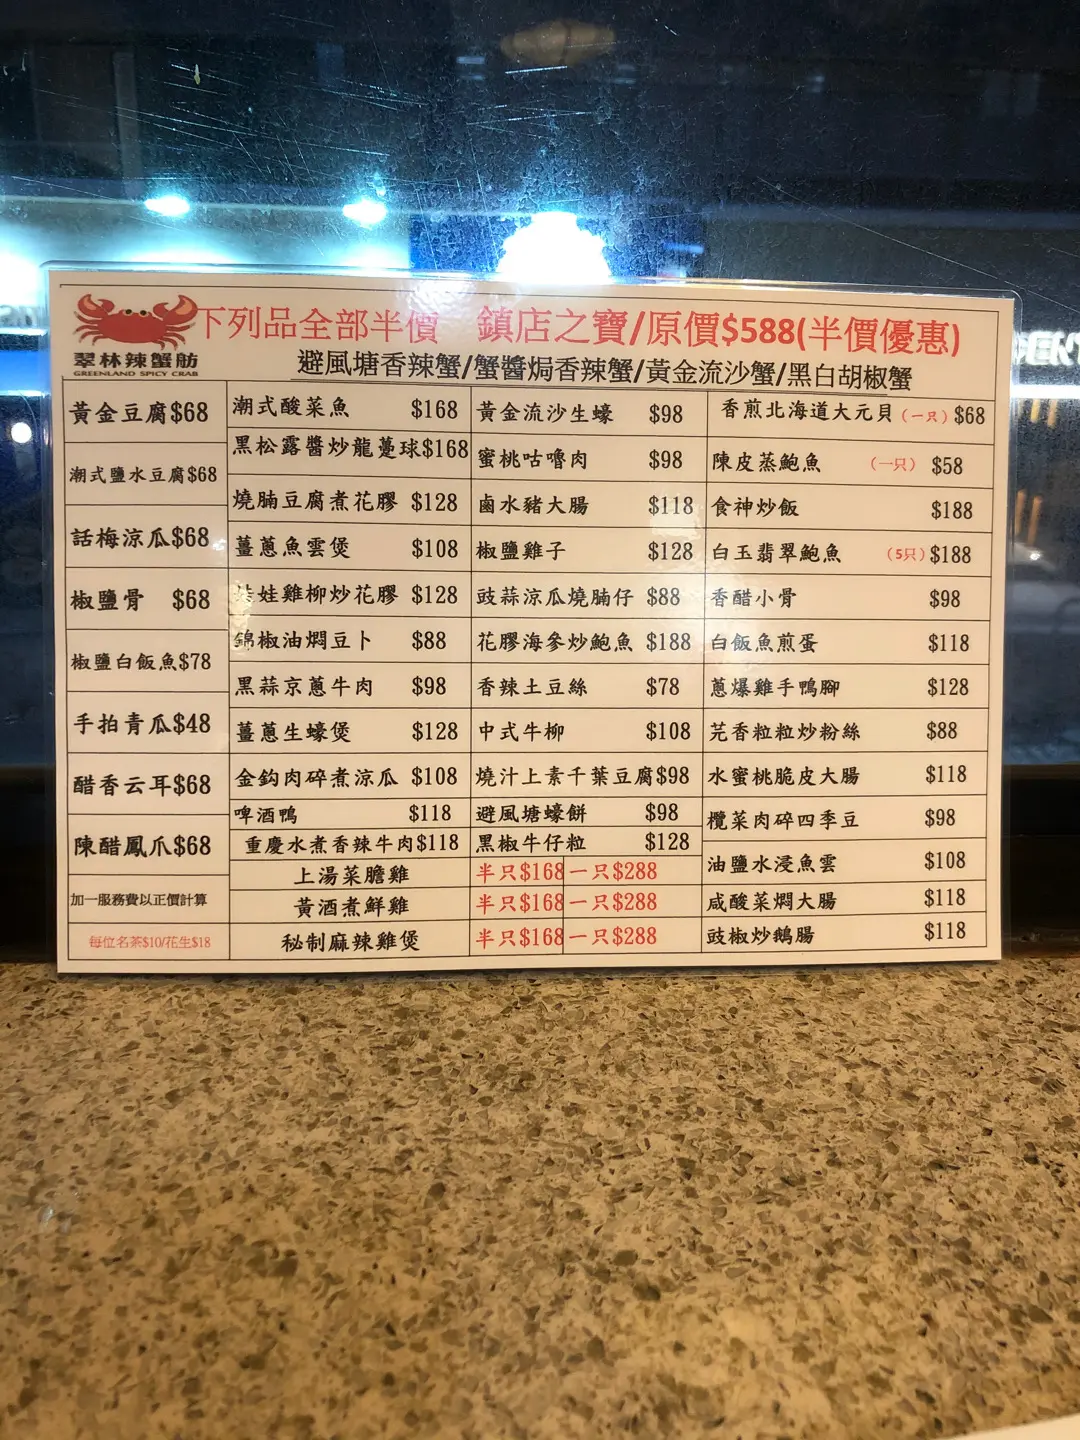 下列品全部半價 鎮店之寶/原價$588(半價優惠)
翠林辣蟹舫
GREENLAND SPICY CRAB
避風塘香辣蟹/蟹醬焗香辣蟹/黃金流沙蟹/黑白胡椒蟹
黃金豆腐$68
潮式鹽水豆腐$68
話梅涼瓜$68
椒鹽骨 $68
椒鹽白飯魚$78
手拍青瓜$48
醋香云耳$68
陳醋鳳爪$68
加一服務費以正價計算
每位名茶$10/花生$18
潮式酸菜魚 $168
黑松露醬炒龍躉球$168
燒腩豆腐煮花膠 $128
薑蔥魚雲煲 $108
娃雞柳炒花膠 $128
錦椒油燜豆卜 $88
黑蒜京蔥牛肉 $98
薑蔥生蠔煲 $128
金鈎肉碎煮涼瓜 $108
啤酒鴨 $118
重慶水煮香辣牛肉$118
上湯菜膽雞 半只$168 一只$288
黃酒煮鮮雞 半只$168 一只$288
秘制麻辣雞煲 半只$168 一只$288
黃金流沙生蠔 $98
蜜桃咕嚕肉 $98
鹵水豬大腸 $118
椒鹽雞子 $128
豉蒜涼瓜燒腩仔 $88
花膠海參炒鮑魚 $188
香辣土豆絲 $78
中式牛柳 $108
燒汁上素千葉豆腐$98
避風塘蠔餅 $98
黑椒牛仔粒 $128
香煎北海道大元貝(一只) $68
陳皮蒸鮑魚 (一只) $58
食神炒飯 $188
白玉翡翠鮑魚 (5只) $188
香醋小骨 $98
白飯魚煎蛋 $118
蔥爆雞手鴨腳 $128
芫香粒粒炒粉絲 $88
水蜜桃脆皮大腸 $118
欖菜肉碎四季豆 $98
油鹽水浸魚雲 $108
咸酸菜燜大腸 $118
豉椒炒鵝腸 $118